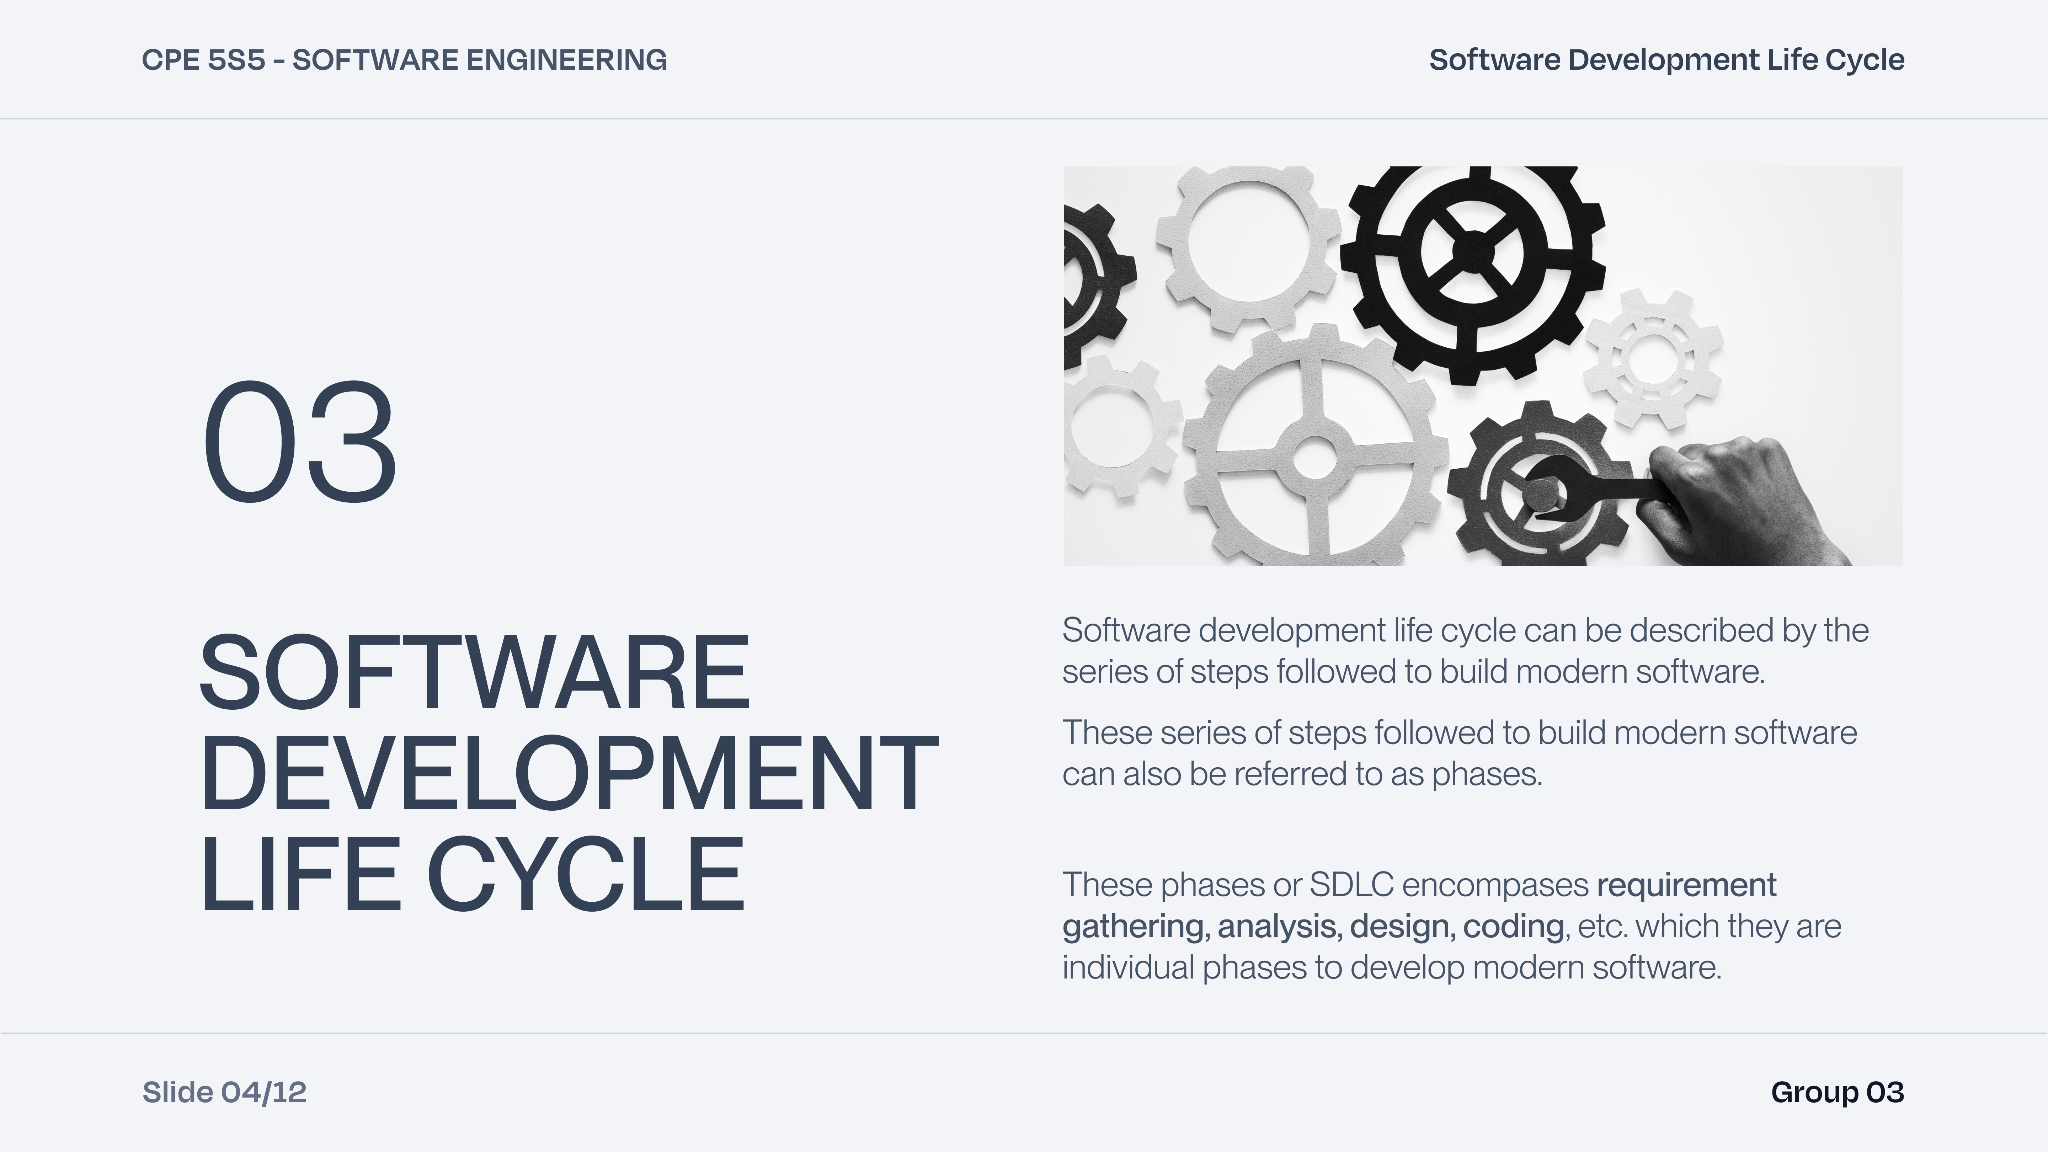 CPE 5S5 - SOFTWARE ENGINEERING
Software Development Life Cycle
03
SOFTWARE
DEVELOPMENT
LIFE CYCLE
Software development life cycle can be described by the
series of steps followed to build modern software.
These series of steps followed to build modern software
can also be referred to as phases.
These phases or SDLC encompases requirement
gathering, analysis, design, coding, etc. which they are
individual phases to develop modern software.
Slide 04/12
Group 03